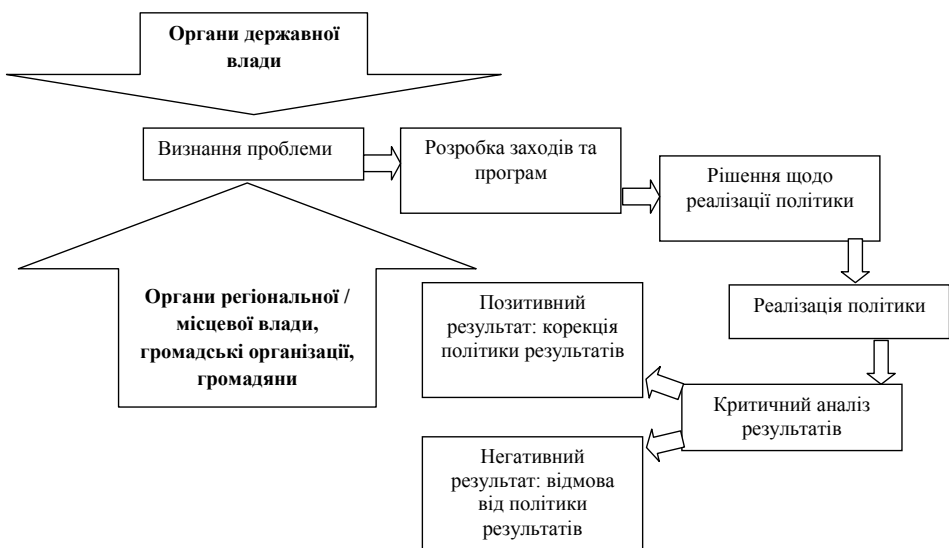 Органи державної
влади
Визнання проблеми
Розробка заходів та
програм
Рішення щодо
реалізації політики
Органи регіональної /
місцевої влади,
громадські організації,
громадяни
Позитивний
результат: корекція
політики результатів
Реалізація політики
Критичний аналіз
результатів
Негативний
результат: відмова
від політики
результатів